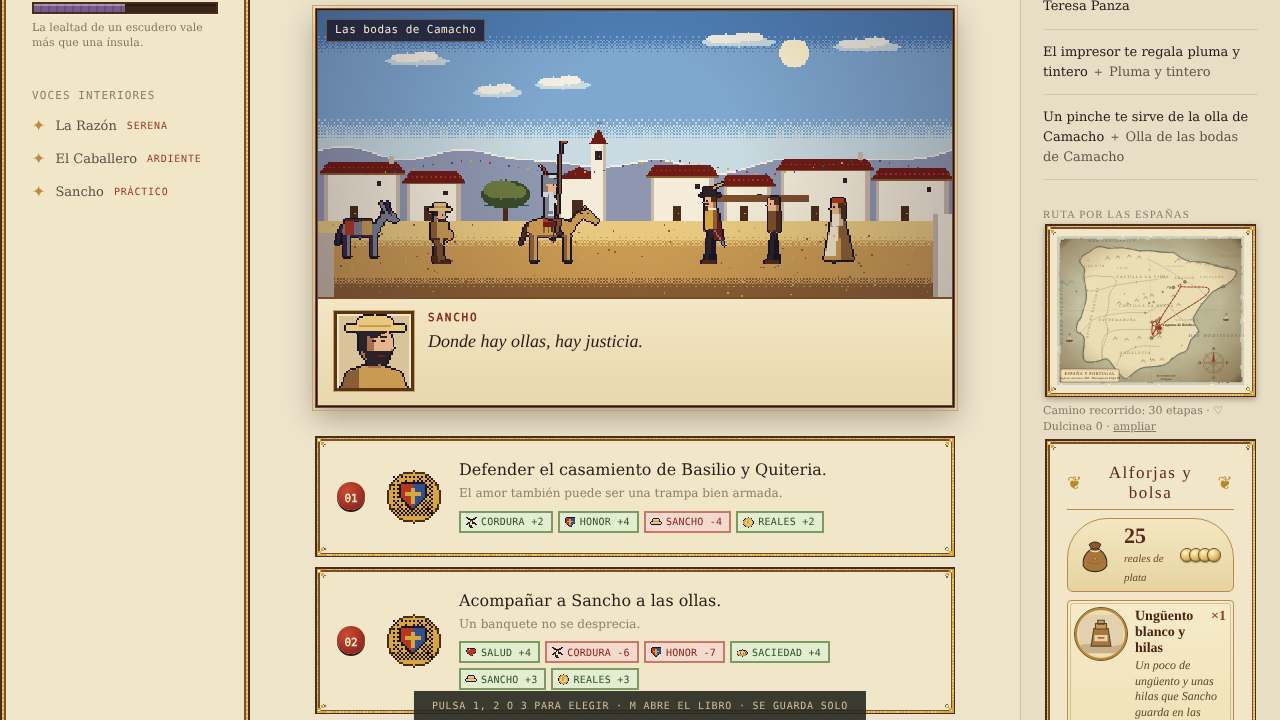 La lealtad de un escudero vale
más que una ínsula.
VOCES INTERIORES
La Razón SERENA
El Caballero ARDIENTE
Sancho PRÁCTICO
Las bodas de Camacho
SANCHO
Donde hay ollas, hay justicia.
01
Defender el casamiento de Basilio y Quiteria.
El amor también puede ser una trampa bien armada.
CORDURA +2 HONOR +4 SANCHO -4 REALES +2
02
Acompañar a Sancho a las ollas.
Un banquete no se desprecia.
SALUD +4 CORDURA -6 HONOR -7 SACIEDAD +4
SANCHO +3 REALES +3
PULSA 1, 2 O 3 PARA ELEGIR · M ABRE EL LIBRO · SE GUARDA SOLO
Teresa Panza
El impresor te regala pluma y
tintero + Pluma y tintero
Un pinche te sirve de la olla de
Camacho + Olla de las bodas
de Camacho
RUTA POR LAS ESPAÑAS
ESPAÑA Y PORTUGAL
Camino recorrido: 30 etapas · ♡
Dulcinea 0 · ampliar
Alforjas y
bolsa
25
reales de
plata
Ungüento ×1
blanco y
hilas
Un poco de
ungüento y unas
hilas que Sancho
guarda en las